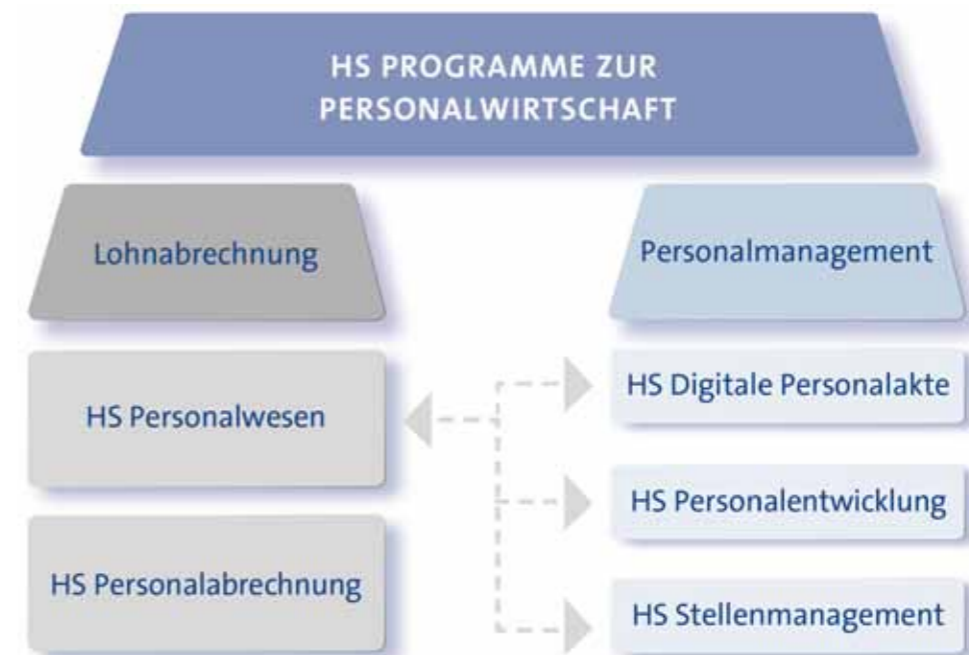 HS PROGRAMME ZUR
PERSONALWIRTSCHAFT
Lohnabrechnung
Personalmanagement
HS Personalwesen
HS Digitale Personalakte
HS Personalentwicklung
HS Personalabrechnung
HS Stellenmanagement